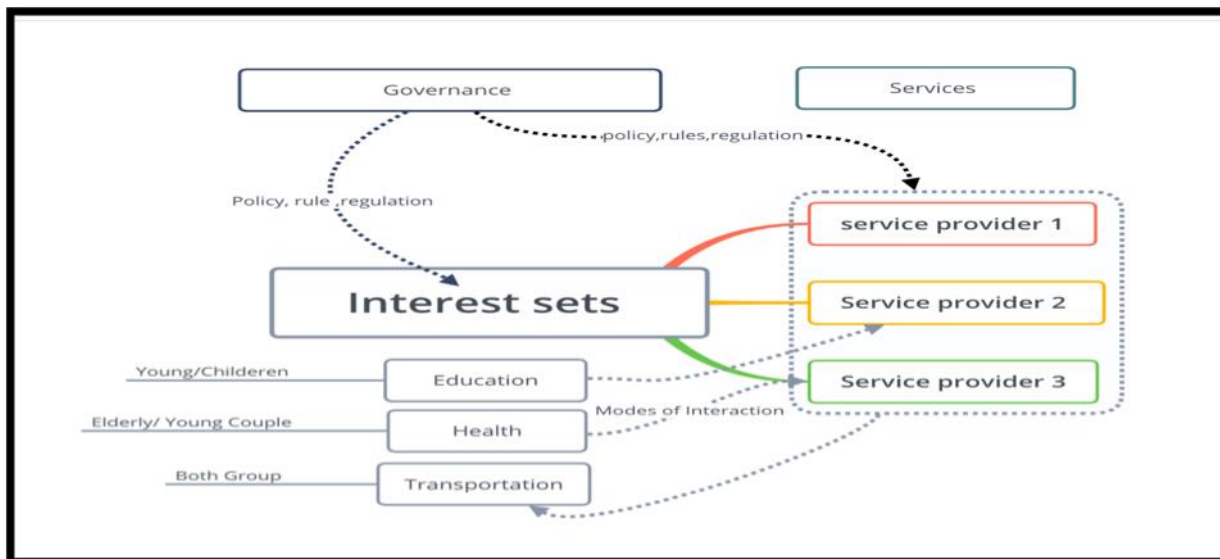 Governance
Services
policy,rules,regulation
Policy, rule ,regulation
service provider 1
Interest sets
Service provider 2
Young/Childeren
Education
Service provider 3
Modes of Interaction
Elderly/ Young Couple
Health
Both Group
Transportation